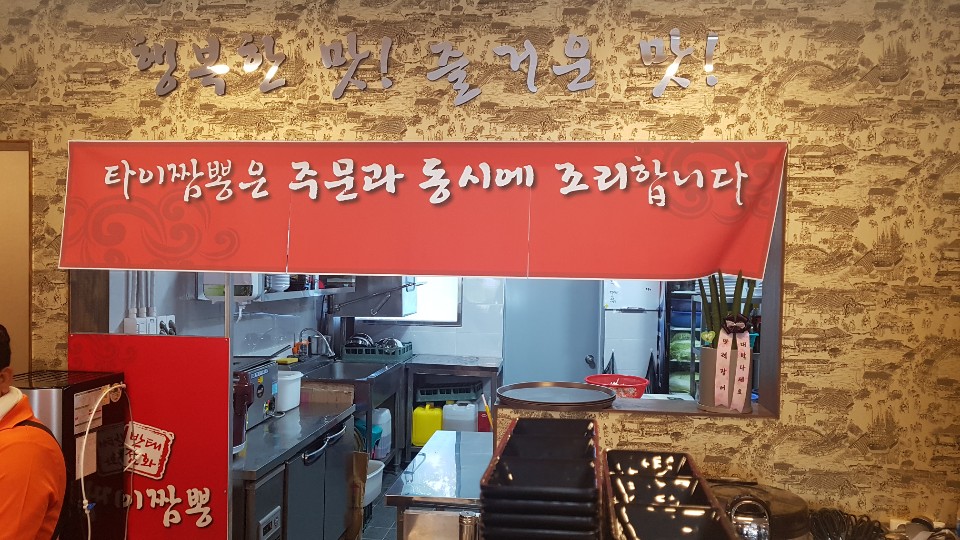 행복한 맛! 즐거운 맛!
타이짬뽕은 주문과 동시에 조리합니다
이짬뽕